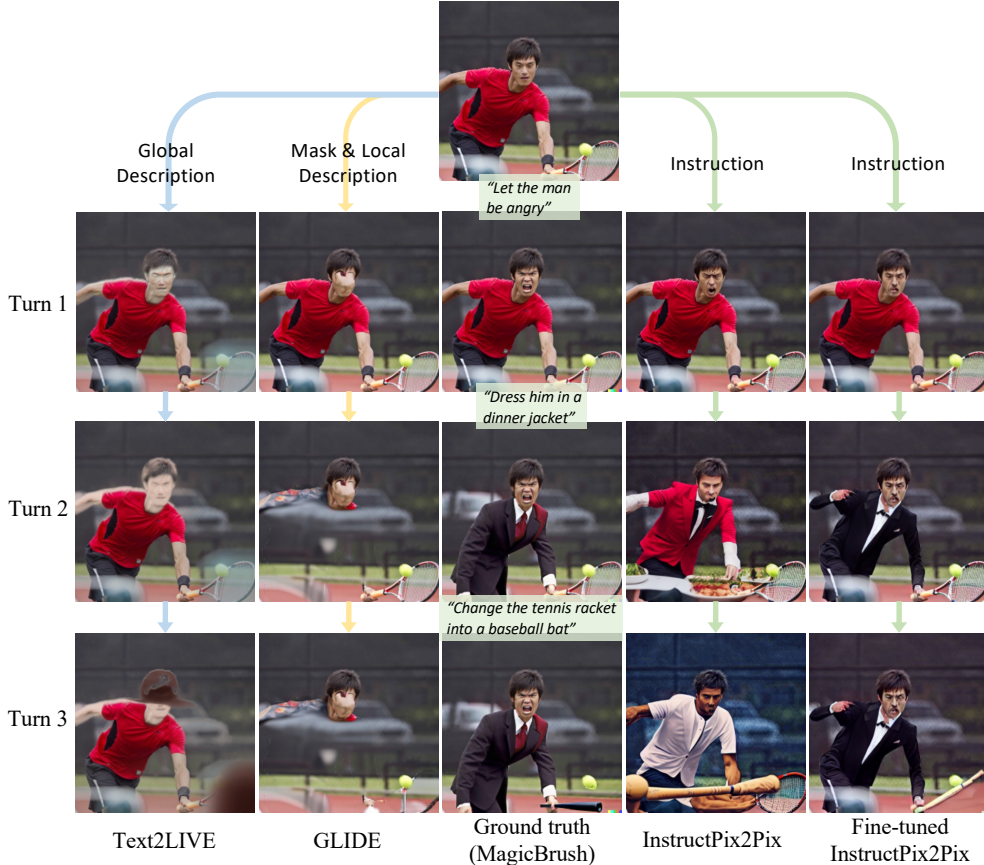 Global
Description
Mask & Local
Description
Instruction
Instruction
“Let the man
be angry”
Turn 1
“Dress him in a
dinner jacket”
Turn 2
“Change the tennis racket
into a baseball bat”
Turn 3
Text2LIVE
GLIDE
Ground truth
(MagicBrush)
InstructPix2Pix
Fine-tuned
InstructPix2Pix